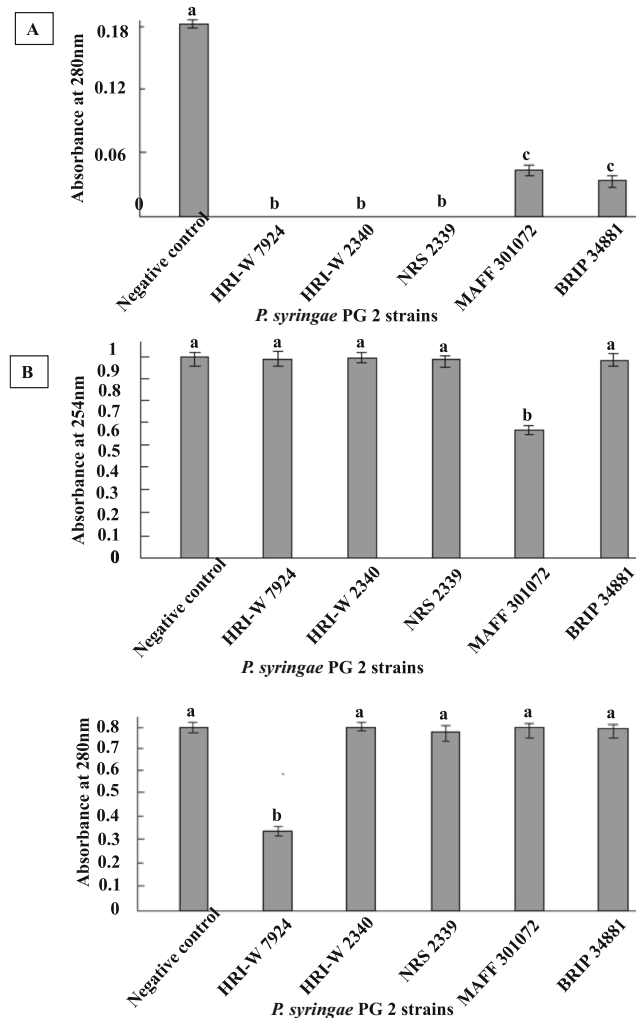 A
Absorbance at 280nm
0.18
0.12
0.06
0
a
b
b
b
c
c
Negative control
HRI-W 7924
HRI-W 2340
NRS 2339
MAFF 301072
BRIP 34881
P. syringae PG 2 strains
B
Absorbance at 254nm
1
0.9
0.8
0.7
0.6
0.5
0.4
0.3
0.2
0.1
0
a
a
a
a
b
a
Negative control
HRI-W 7924
HRI-W 2340
NRS 2339
MAFF 301072
BRIP 34881
P. syringae PG 2 strains
Absorbance at 280nm
0.8
0.7
0.6
0.5
0.4
0.3
0.2
0.1
0
a
b
a
a
a
a
Negative control
HRI-W 7924
HRI-W 2340
NRS 2339
MAFF 301072
BRIP 34881
P. syringae PG 2 strains